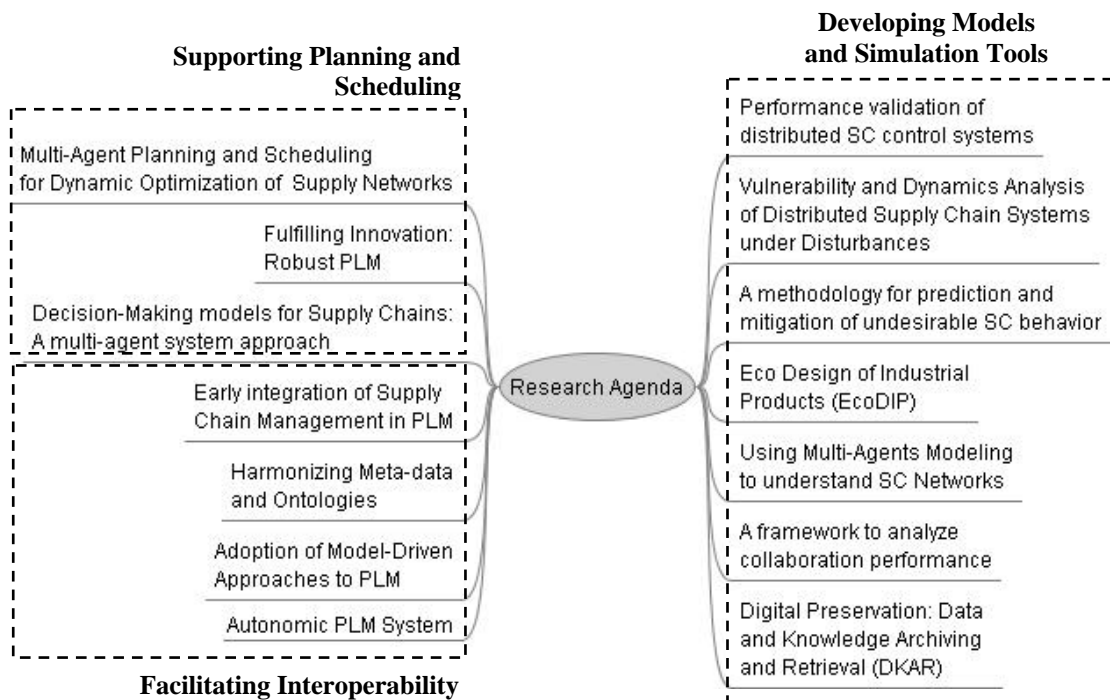 Supporting Planning and
Scheduling
Multi-Agent Planning and Scheduling
for Dynamic Optimization of Supply Networks
Fulfilling Innovation:
Robust PLM
Decision-Making models for Supply Chains:
A multi-agent system approach
Early integration of Supply
Chain Management in PLM
Harmonizing Meta-data
and Ontologies
Adoption of Model-Driven
Approaches to PLM
Autonomic PLM System
Facilitating Interoperability
Research Agenda
Developing Models
and Simulation Tools
Performance validation of
distributed SC control systems
Vulnerability and Dynamics Analysis
of Distributed Supply Chain Systems
under Disturbances
A methodology for prediction and
mitigation of undesirable SC behavior
Eco Design of Industrial
Products (EcoDIP)
Using Multi-Agents Modeling
to understand SC Networks
A framework to analyze
collaboration performance
Digital Preservation: Data
and Knowledge Archiving
and Retrieval (DKAR)